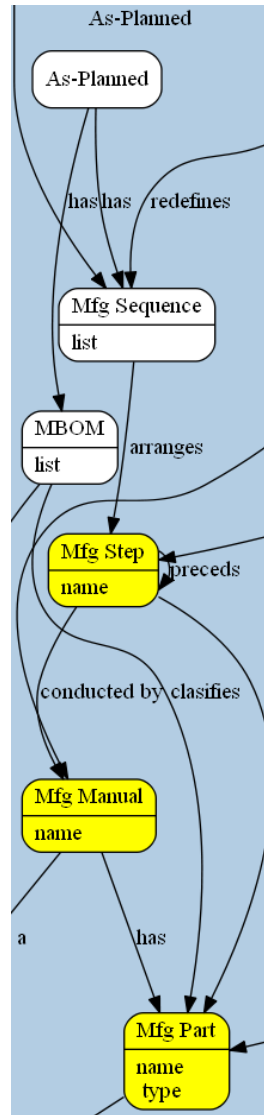 As-Planned
As-Planned
has
has
redefines
Mfg Sequence
list
MBOM
list
arranges
Mfg Step
name
preceds
conducted by
clasifies
Mfg Manual
name
a
has
Mfg Part
name
type